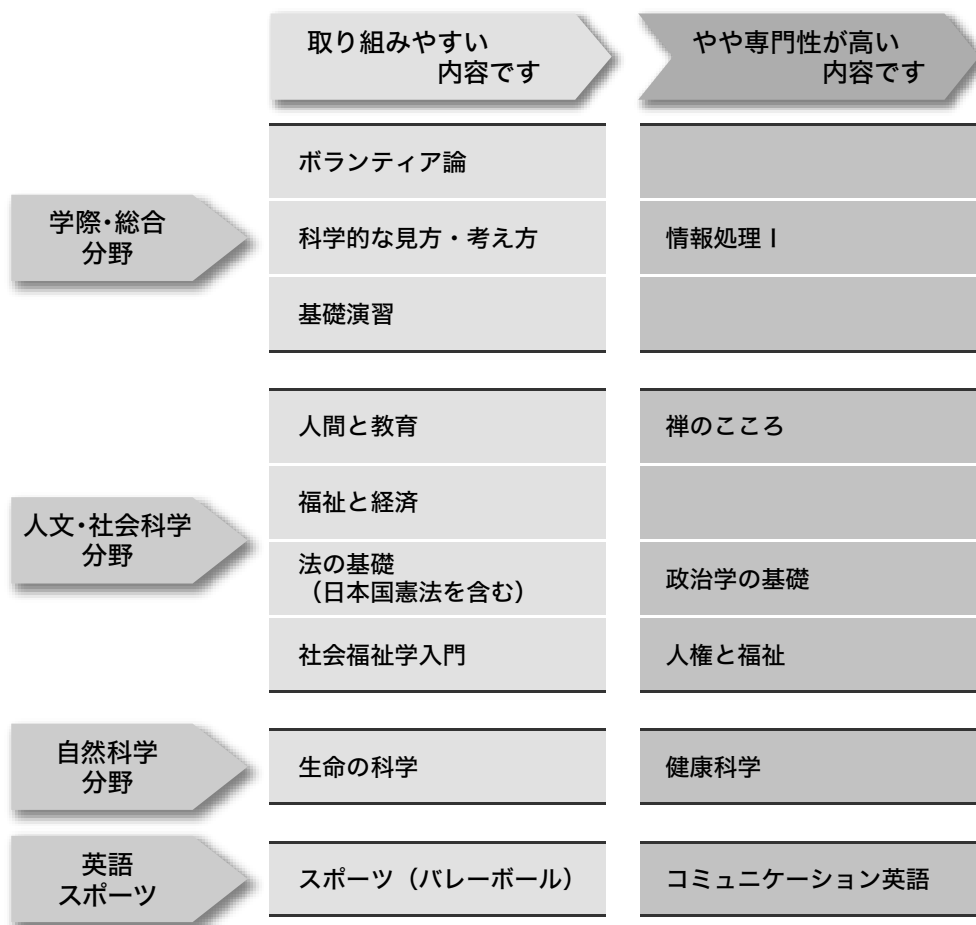 取り組みやすい
内容です
やや専門性が高い
内容です
学際・総合
分野
ボランティア論
科学的な見方・考え方
情報処理Ⅰ
基礎演習
人文・社会科学
分野
人間と教育
禅のこころ
福祉と経済
法の基礎
（日本国憲法を含む）
政治学の基礎
社会福祉学入門
人権と福祉
自然科学
分野
生命の科学
健康科学
英語
スポーツ
スポーツ（バレーボール）
コミュニケーション英語